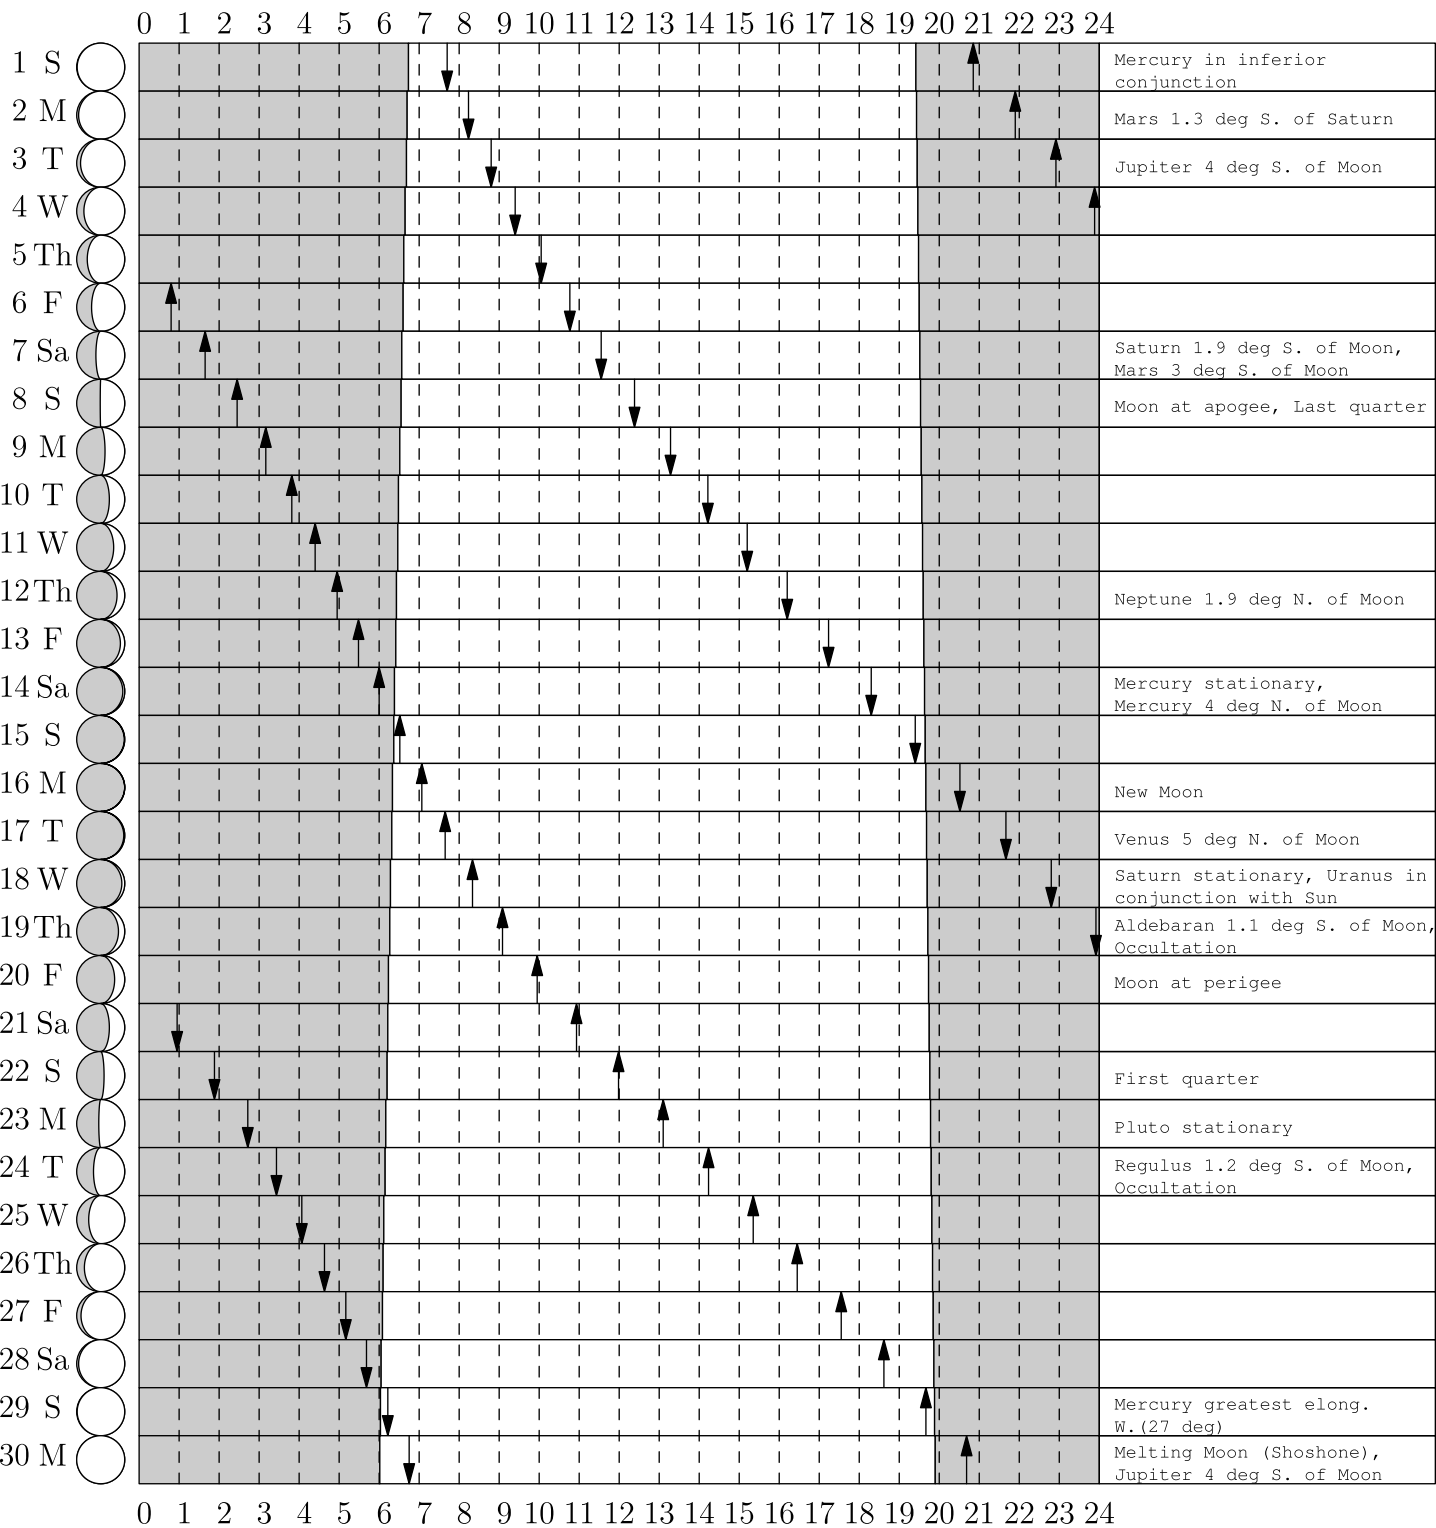 0 1 2 3 4 5 6 7 8 9 10 11 12 13 14 15 16 17 18 19 20 21 22 23 24
1 S Mercury in inferior
conjunction
2 M Mars 1.3 deg S. of Saturn
3 T Jupiter 4 deg S. of Moon
4 W
5 Th
6 F
7 Sa Saturn 1.9 deg S. of Moon,
Mars 3 deg S. of Moon
8 S Moon at apogee, Last quarter
9 M
10 T
11 W
12 Th Neptune 1.9 deg N. of Moon
13 F
14 Sa Mercury stationary,
Mercury 4 deg N. of Moon
15 S
16 M New Moon
17 T Venus 5 deg N. of Moon
18 W Saturn stationary, Uranus in
conjunction with Sun
19 Th Aldebaran 1.1 deg S. of Moon,
Occultation
20 F Moon at perigee
21 Sa
22 S First quarter
23 M Pluto stationary
24 T Regulus 1.2 deg S. of Moon,
Occultation
25 W
26 Th
27 F
28 Sa
29 S Mercury greatest elong.
W.(27 deg)
30 M Melting Moon (Shoshone),
Jupiter 4 deg S. of Moon
0 1 2 3 4 5 6 7 8 9 10 11 12 13 14 15 16 17 18 19 20 21 22 23 24